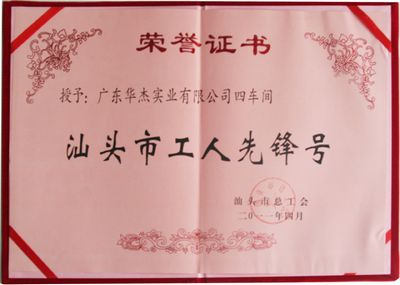 荣誉证书
授予：广东华杰实业有限公司四车间
汕头市工人先锋号
汕头市总工会
二○一一年四月